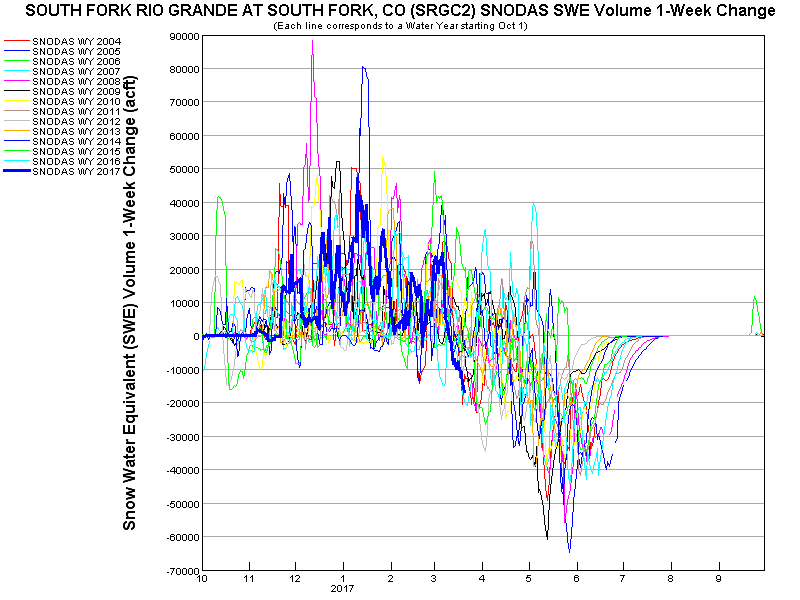 SOUTH FORK RIO GRANDE AT SOUTH FORK, CO (SRGC2) SNODAS SWE Volume 1-Week Change
(Each line corresponds to a Water Year starting Oct 1)
SNODAS WY 2004
SNODAS WY 2005
SNODAS WY 2006
SNODAS WY 2007
SNODAS WY 2008
SNODAS WY 2009
SNODAS WY 2010
SNODAS WY 2011
SNODAS WY 2012
SNODAS WY 2013
SNODAS WY 2014
SNODAS WY 2015
SNODAS WY 2016
SNODAS WY 2017
Snow Water Equivalent (SWE) Volume 1-Week Change (acft)
90000
80000
70000
60000
50000
40000
30000
20000
10000
0
-10000
-20000
-30000
-40000
-50000
-60000
-70000
10 11 12 1 2 3 4 5 6 7 8 9
2017